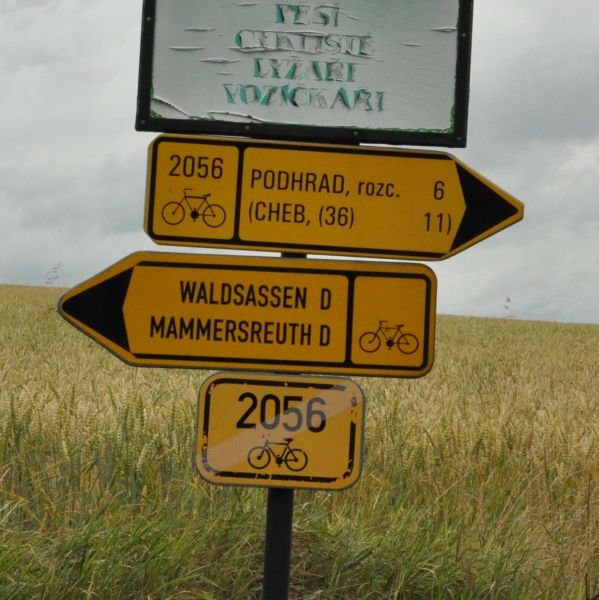 PĚŠÍ
CYKLISTÉ
LYŽAŘI
VOZÍČKÁŘI
2056 PODHRAD, rozc. 6
(CHEB, (36) 11)
WALDSASSEN D
MAMMERSREUTH D
2056